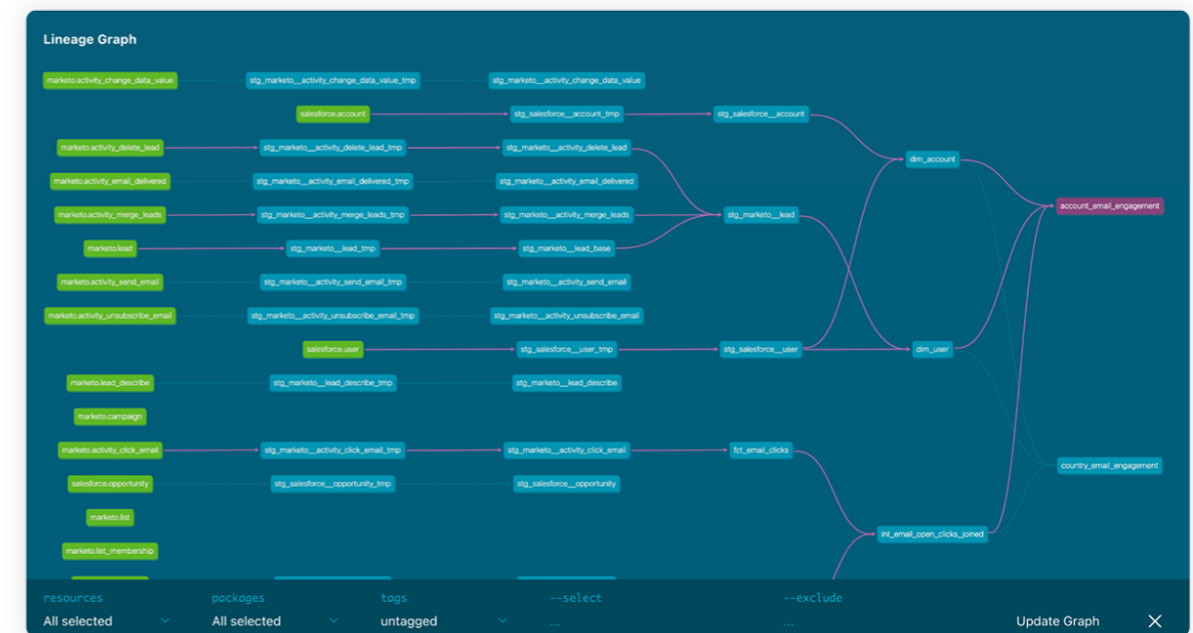 Lineage Graph
marketo.activity_change_data_value stg_marketo__activity_change_data_value_tmp stg_marketo__activity_change_data_value
salesforce.account stg_salesforce__account_tmp stg_salesforce__account
marketo.activity_delete_lead stg_marketo__activity_delete_lead_tmp stg_marketo__activity_delete_lead
dim_account
marketo.activity_email_delivered stg_marketo__activity_email_delivered_tmp stg_marketo__activity_email_delivered
account_email_engagement
marketo.activity_merge_leads stg_marketo__activity_merge_leads_tmp stg_marketo__activity_merge_leads stg_marketo__lead
marketo.lead stg_marketo__lead_tmp stg_marketo__lead_base
marketo.activity_send_email stg_marketo__activity_send_email_tmp stg_marketo__activity_send_email
marketo.activity_unsubscribe_email stg_marketo__activity_unsubscribe_email_tmp stg_marketo__activity_unsubscribe_email
salesforce.user stg_salesforce__user_tmp stg_salesforce__user dim_user
marketo.lead_describe stg_marketo__lead_describe_tmp stg_marketo__lead_describe
marketo.campaign
marketo.activity_click_email stg_marketo__activity_click_email_tmp stg_marketo__activity_click_email fct_email_clicks
country_email_engagement
salesforce.opportunity stg_salesforce__opportunity_tmp stg_salesforce__opportunity
marketo.list
int_email_open_clicks_joined
marketo.list_membership
resources packages tags --select --exclude
All selected All selected untagged ... ... Update Graph